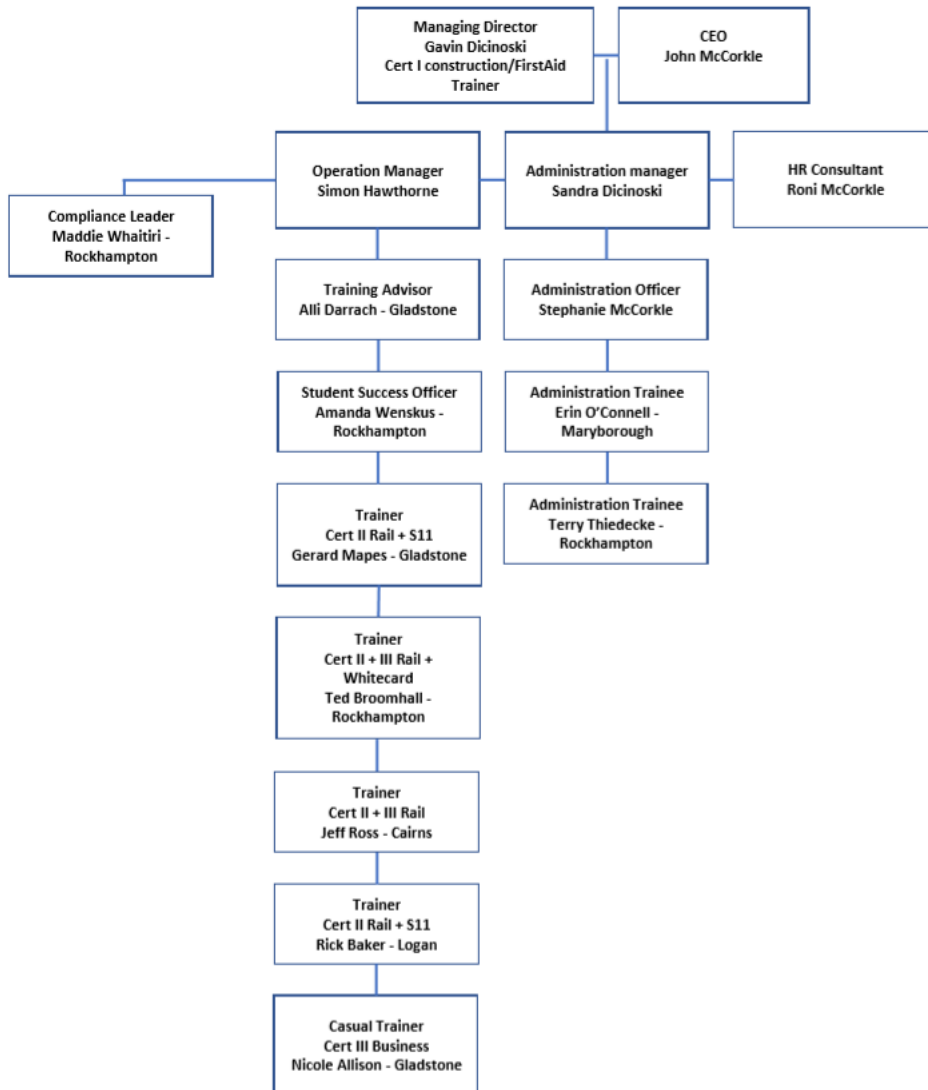 Managing Director
Gavin Dicinoski
Cert I construction/FirstAid
Trainer
CEO
John McCorkle
Operation Manager
Simon Hawthorne
Administration manager
Sandra Dicinoski
HR Consultant
Roni McCorkle
Compliance Leader
Maddie Whaitiri -
Rockhampton
Training Advisor
Alli Darrach - Gladstone
Administration Officer
Stephanie McCorkle
Student Success Officer
Amanda Wenskus -
Rockhampton
Administration Trainee
Erin O’Connell -
Maryborough
Trainer
Cert II Rail + S11
Gerard Mapes - Gladstone
Administration Trainee
Terry Thiedecke -
Rockhampton
Trainer
Cert II + III Rail +
Whitecard
Ted Broomhall -
Rockhampton
Trainer
Cert II + III Rail
Jeff Ross - Cairns
Trainer
Cert II Rail + S11
Rick Baker - Logan
Casual Trainer
Cert III Business
Nicole Allison - Gladstone